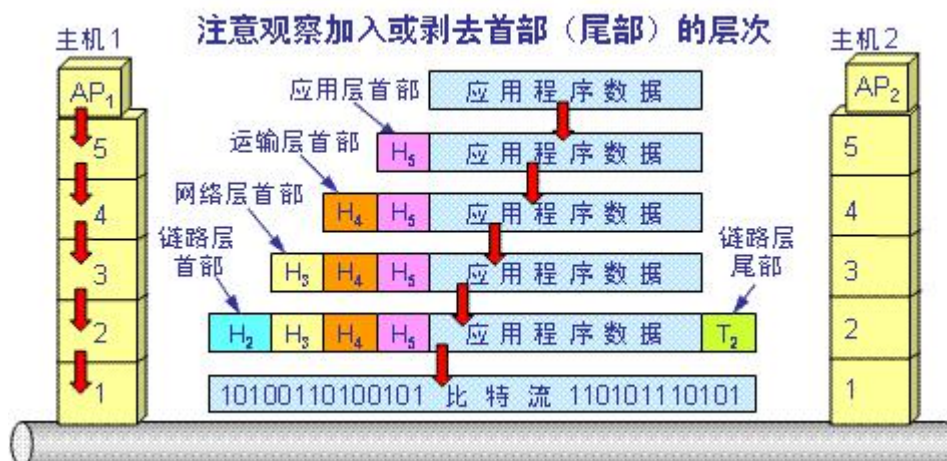 注意观察加入或剥去首部（尾部）的层次
主机1
主机2
AP1
5
4
3
2
1
应用层首部
应用程序数据
运输层首部
H5 应用程序数据
网络层首部
H4 H5 应用程序数据
链路层
首部
H3 H4 H5 应用程序数据
链路层
尾部
H2 H3 H4 H5 应用程序数据 T2
10100110100101 比特流 110101110101
AP2
5
4
3
2
1